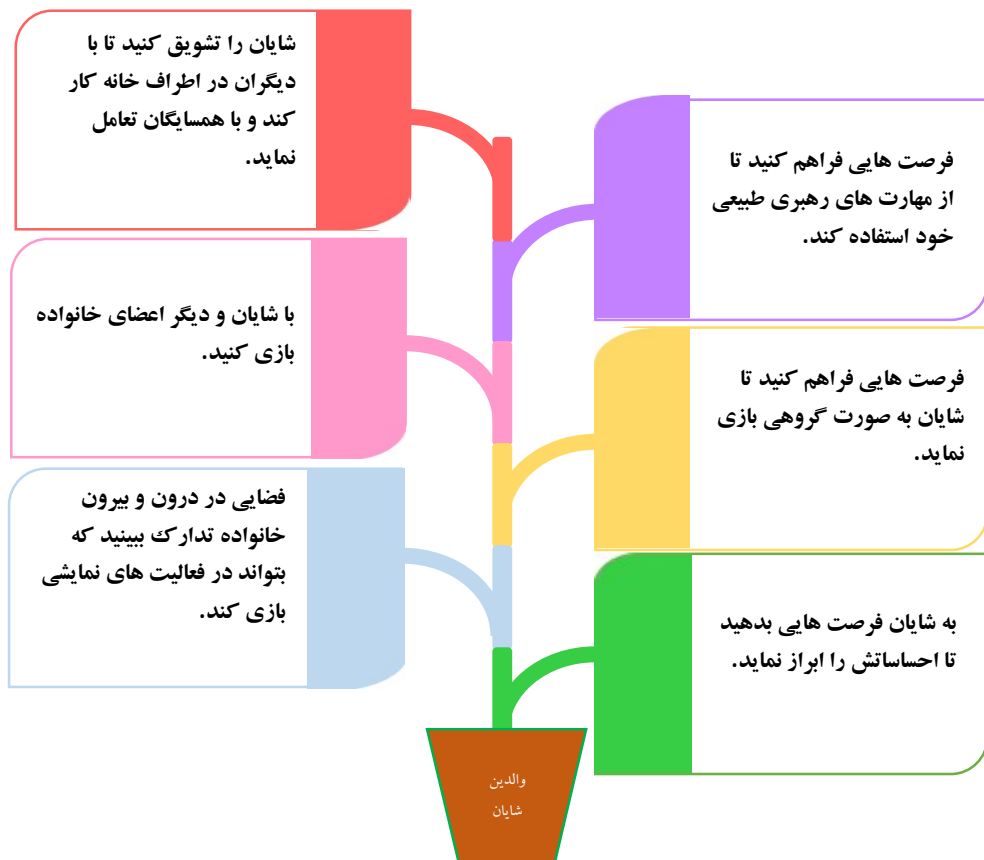 شایان را تشویق کنید تا با
دیگران در اطراف خانه کار
کند و با همسایگان تعامل
نماید.
فرصت هایی فراهم کنید تا
از مهارت های رهبری طبیعی
خود استفاده کند.
با شایان و دیگر اعضای خانواده
بازی کنید.
فرصت هایی فراهم کنید تا
شایان به صورت گروهی بازی
نماید.
فضایی در درون و بیرون
خانواده تدارک ببینید که
بتواند در فعالیت های نمایشی
بازی کند.
به شایان فرصت هایی بدهید
تا احساساتش را ابراز نماید.
والدین
شایان